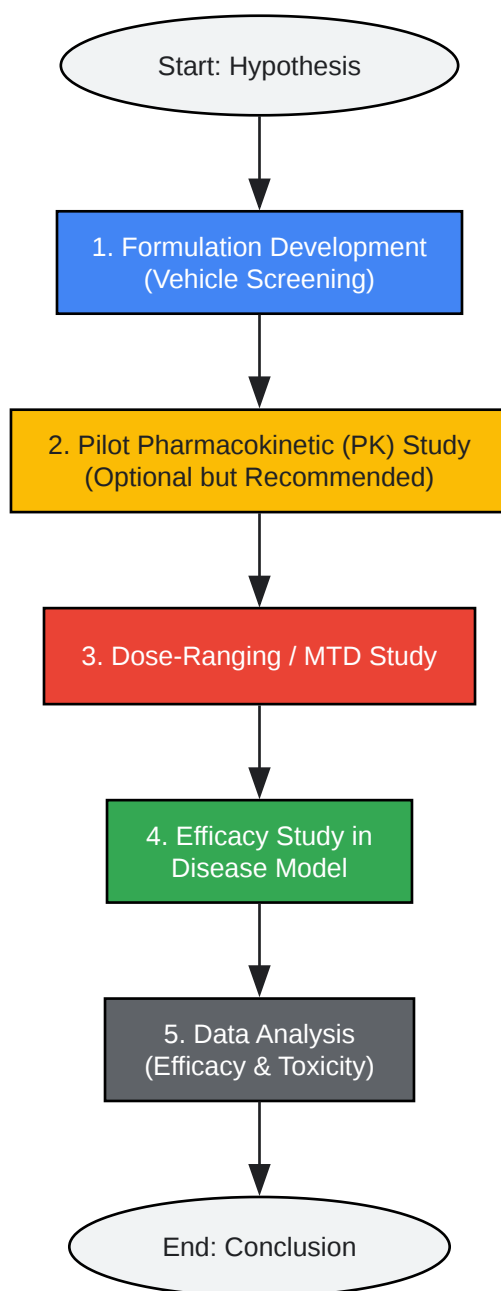 Start: Hypothesis
1. Formulation Development
(Vehicle Screening)
2. Pilot Pharmacokinetic (PK) Study
(Optional but Recommended)
3. Dose-Ranging / MTD Study
4. Efficacy Study in
Disease Model
5. Data Analysis
(Efficacy & Toxicity)
End: Conclusion